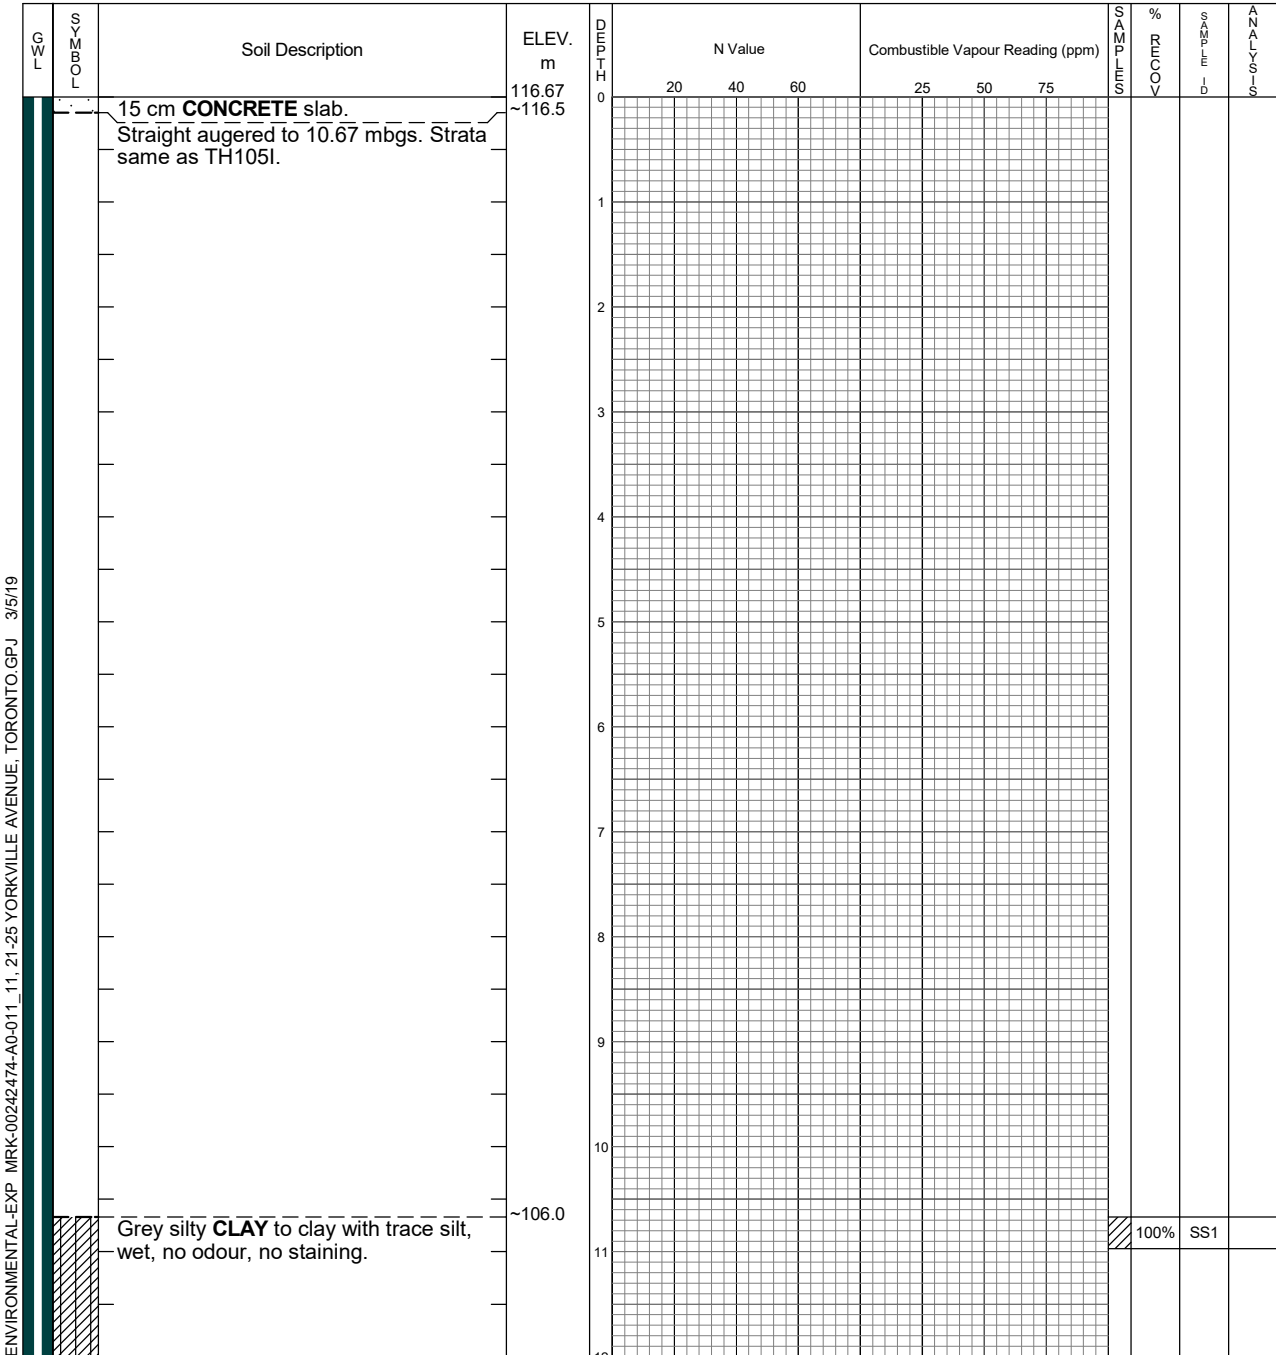 GWL
SYMBOL
Soil Description
ELEV.
m
DEPTH
N Value
Combustible Vapour Reading (ppm)
SAMPLES
% RECOV
SAMPLE ID
ANALYSIS
20 40 60
25 50 75
116.67
0
15 cm CONCRETE slab.
~116.5
Straight augered to 10.67 mbgs. Strata
same as TH105I.
1
2
3
4
5
6
7
8
9
10
~106.0
Grey silty CLAY to clay with trace silt,
wet, no odour, no staining.
100% SS1
11
12
ENVIRONMENTAL-EXP MRK-00242474-A0-011_11, 21-25 YORKVILLE AVENUE, TORONTO.GPJ 3/5/19